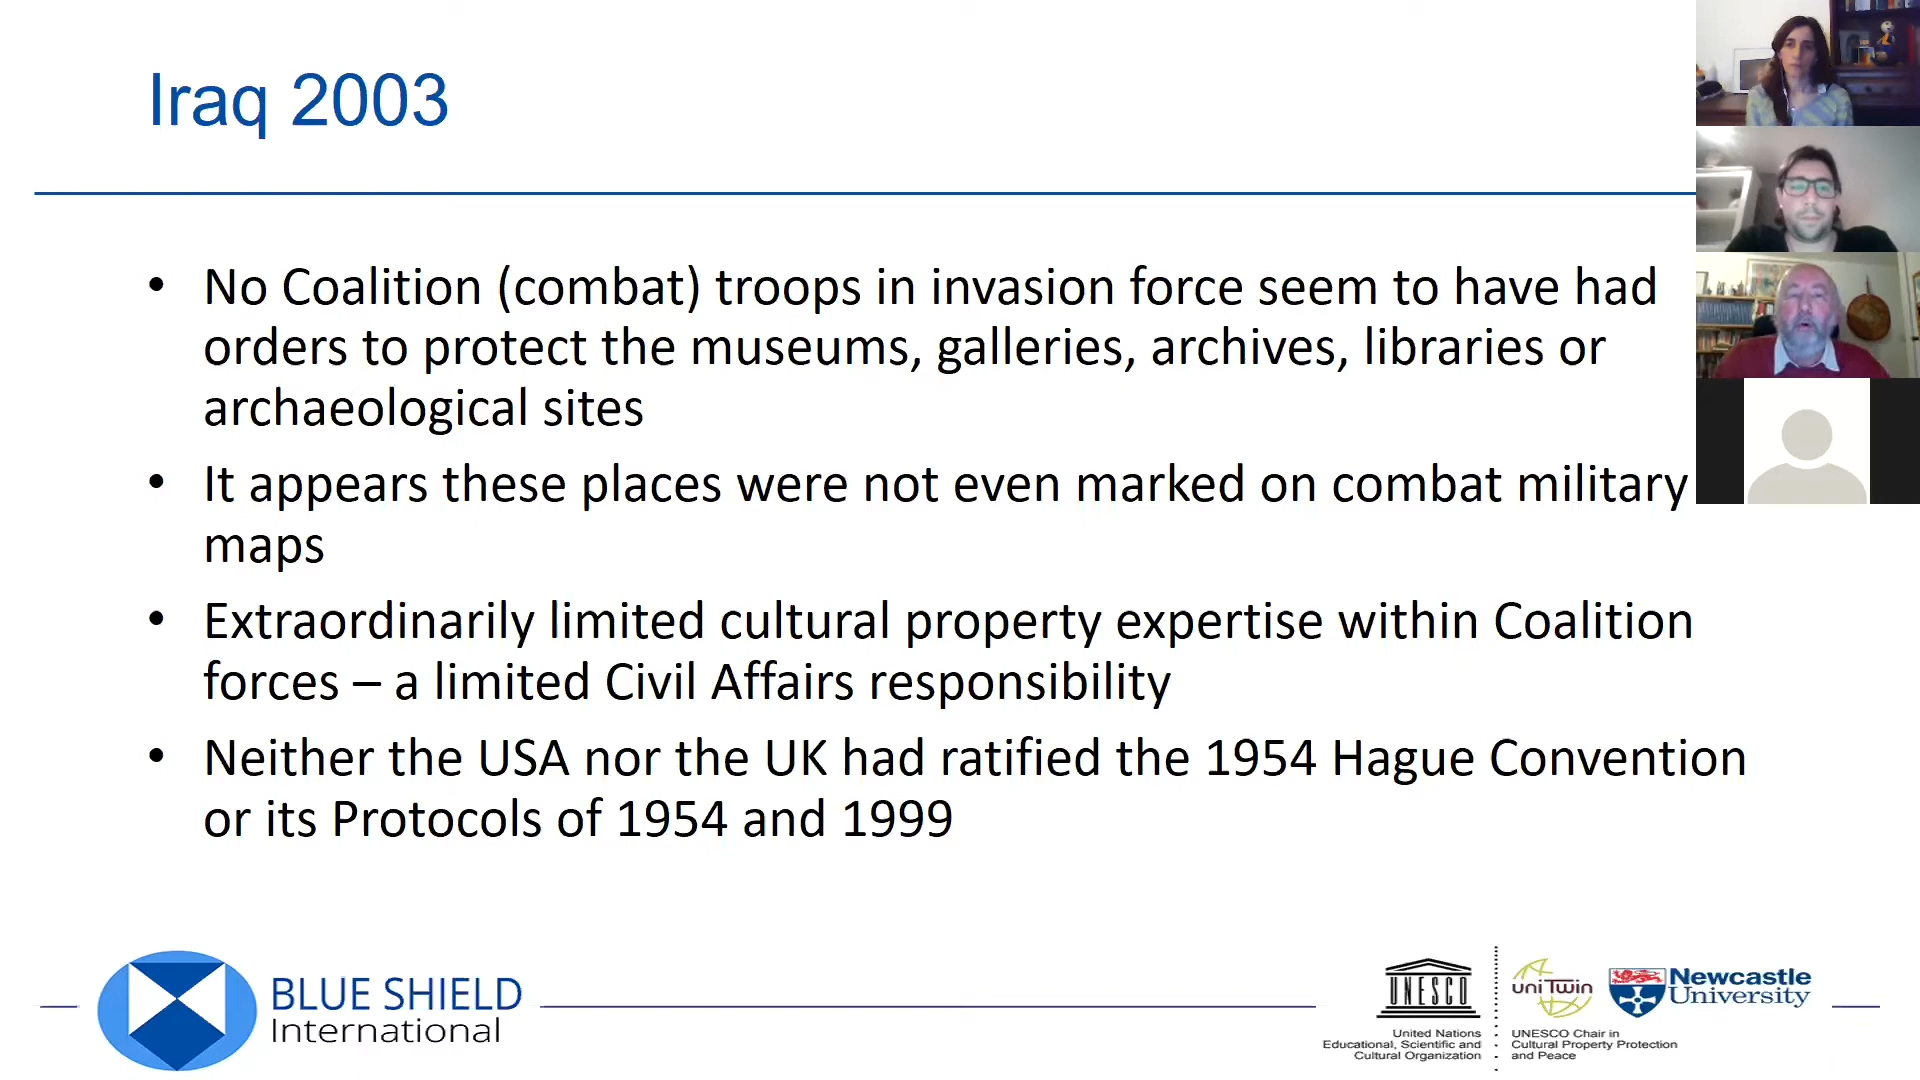 Iraq 2003
• No Coalition (combat) troops in invasion force seem to have had
orders to protect the museums, galleries, archives, libraries or
archaeological sites
• It appears these places were not even marked on combat military
maps
• Extraordinarily limited cultural property expertise within Coalition
forces – a limited Civil Affairs responsibility
• Neither the USA nor the UK had ratified the 1954 Hague Convention
or its Protocols of 1954 and 1999
BLUE SHIELD
International
UNESCO
United Nations
Educational, Scientific and
Cultural Organization
uniTwin
Newcastle
University
UNESCO Chair in
Cultural Property Protection
and Peace